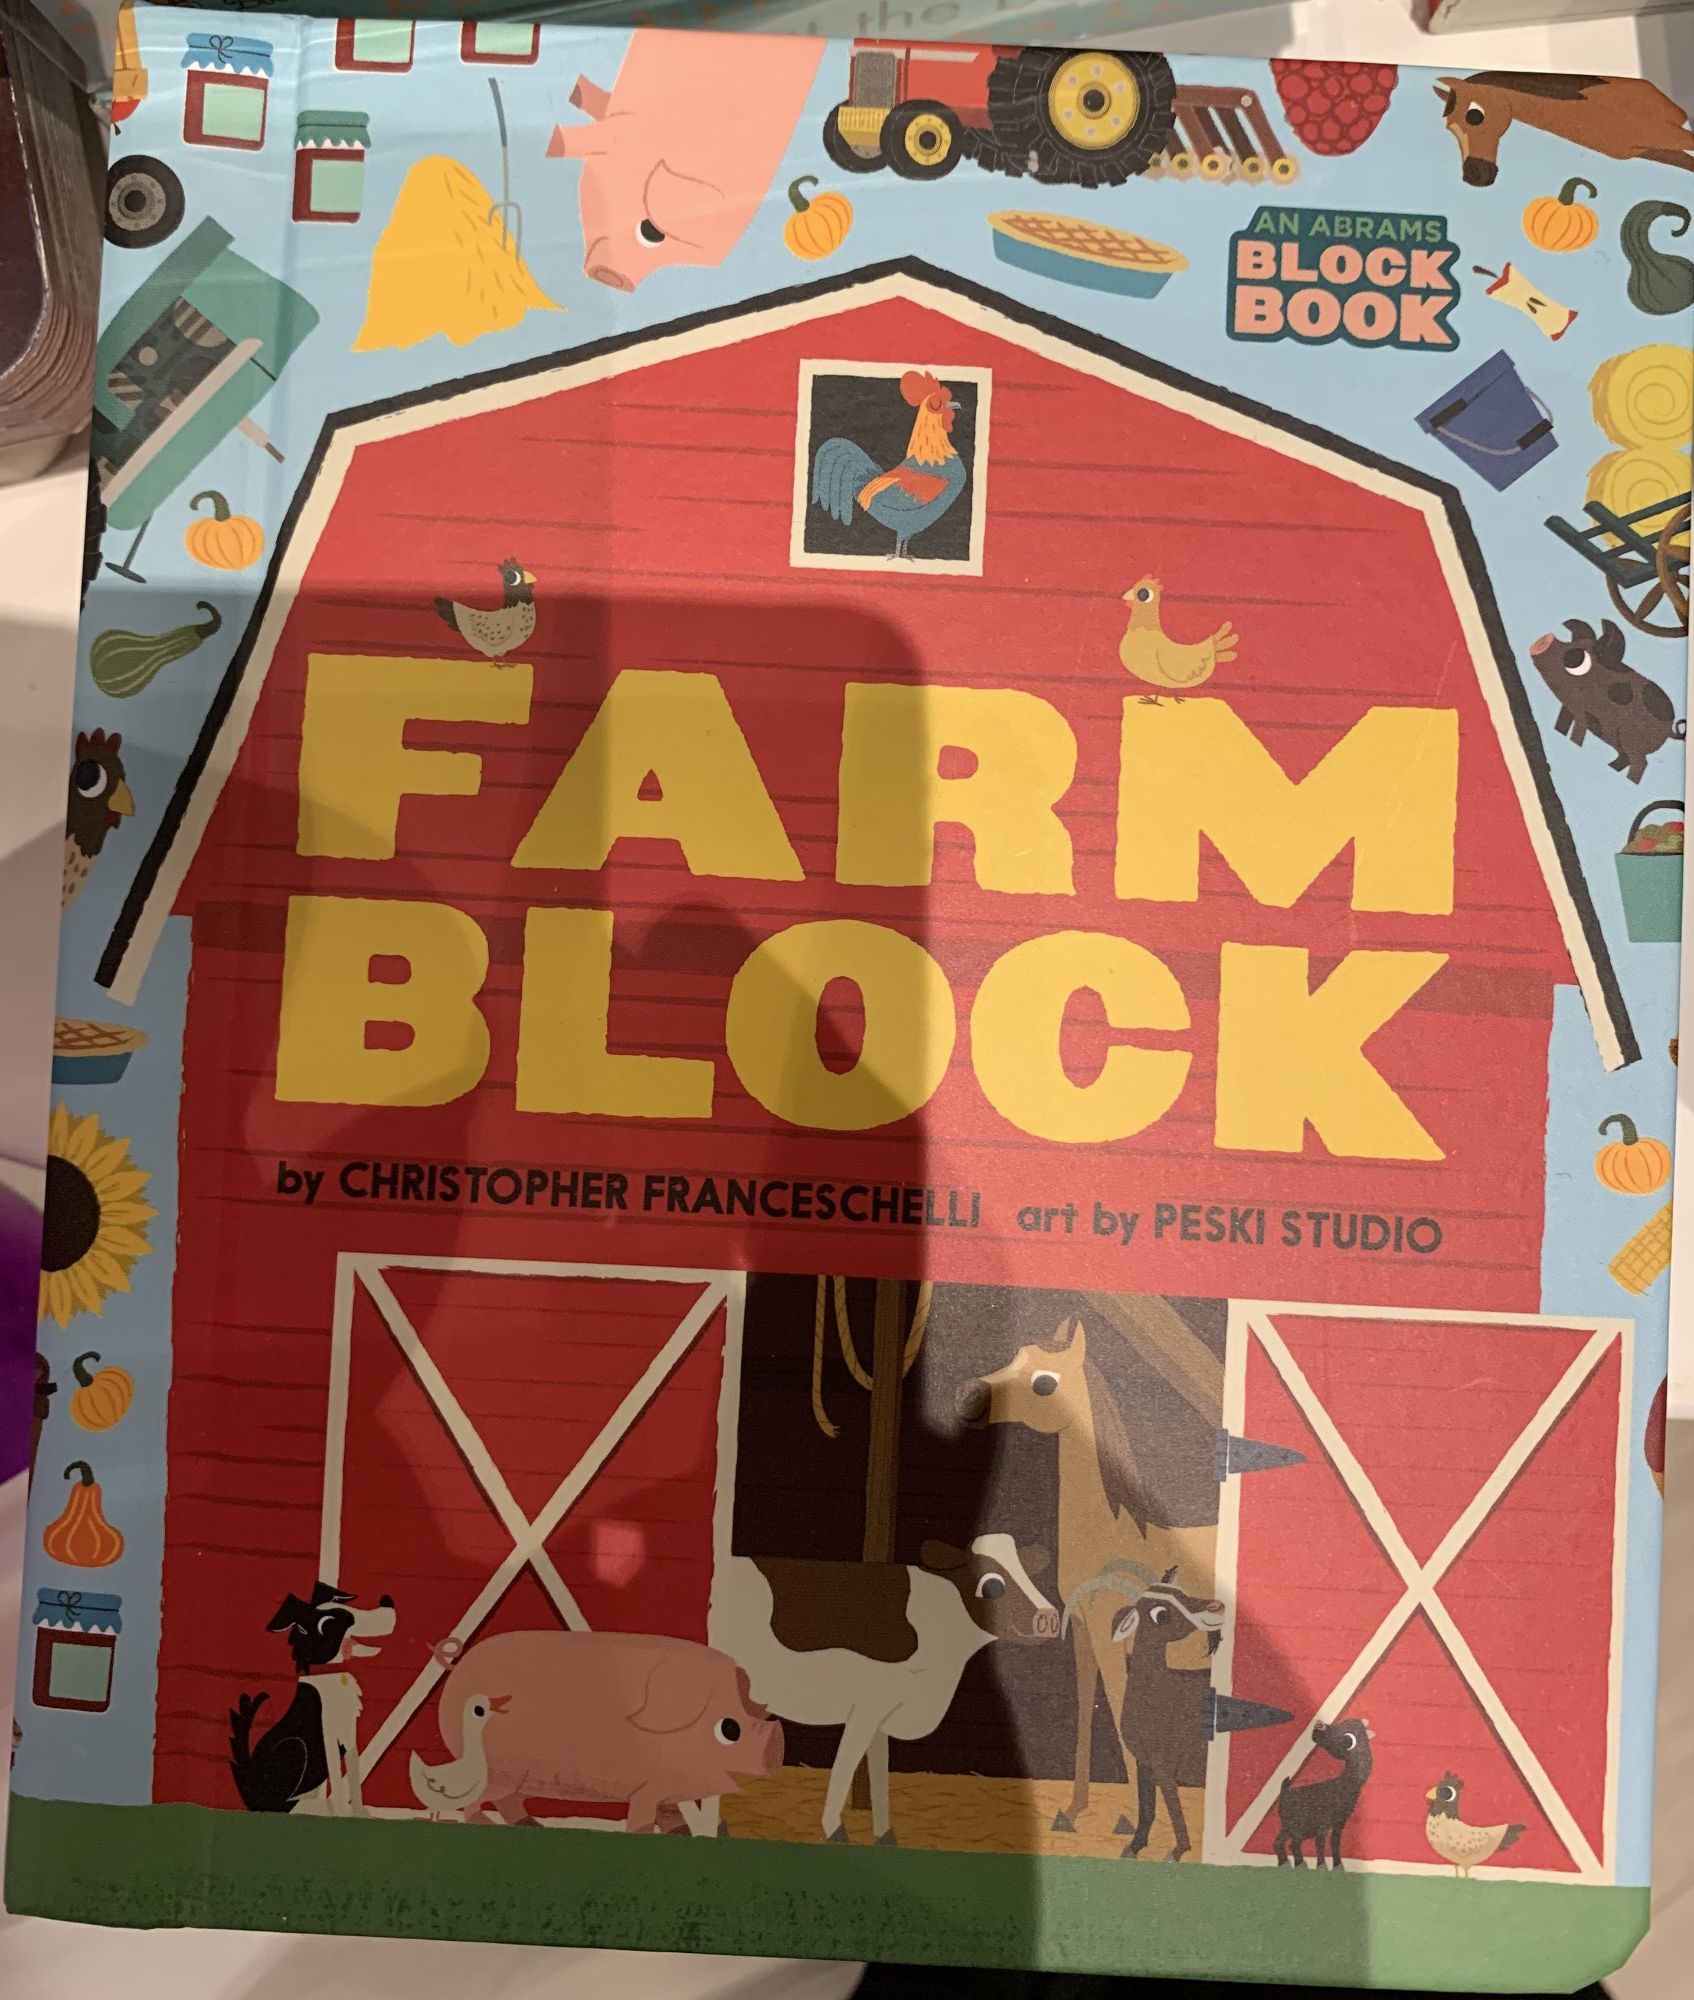 AN ABRAMS
BLOCK
BOOK
FARM
BLOCK
by CHRISTOPHER FRANCESCHELLI art by PESKI STUDIO